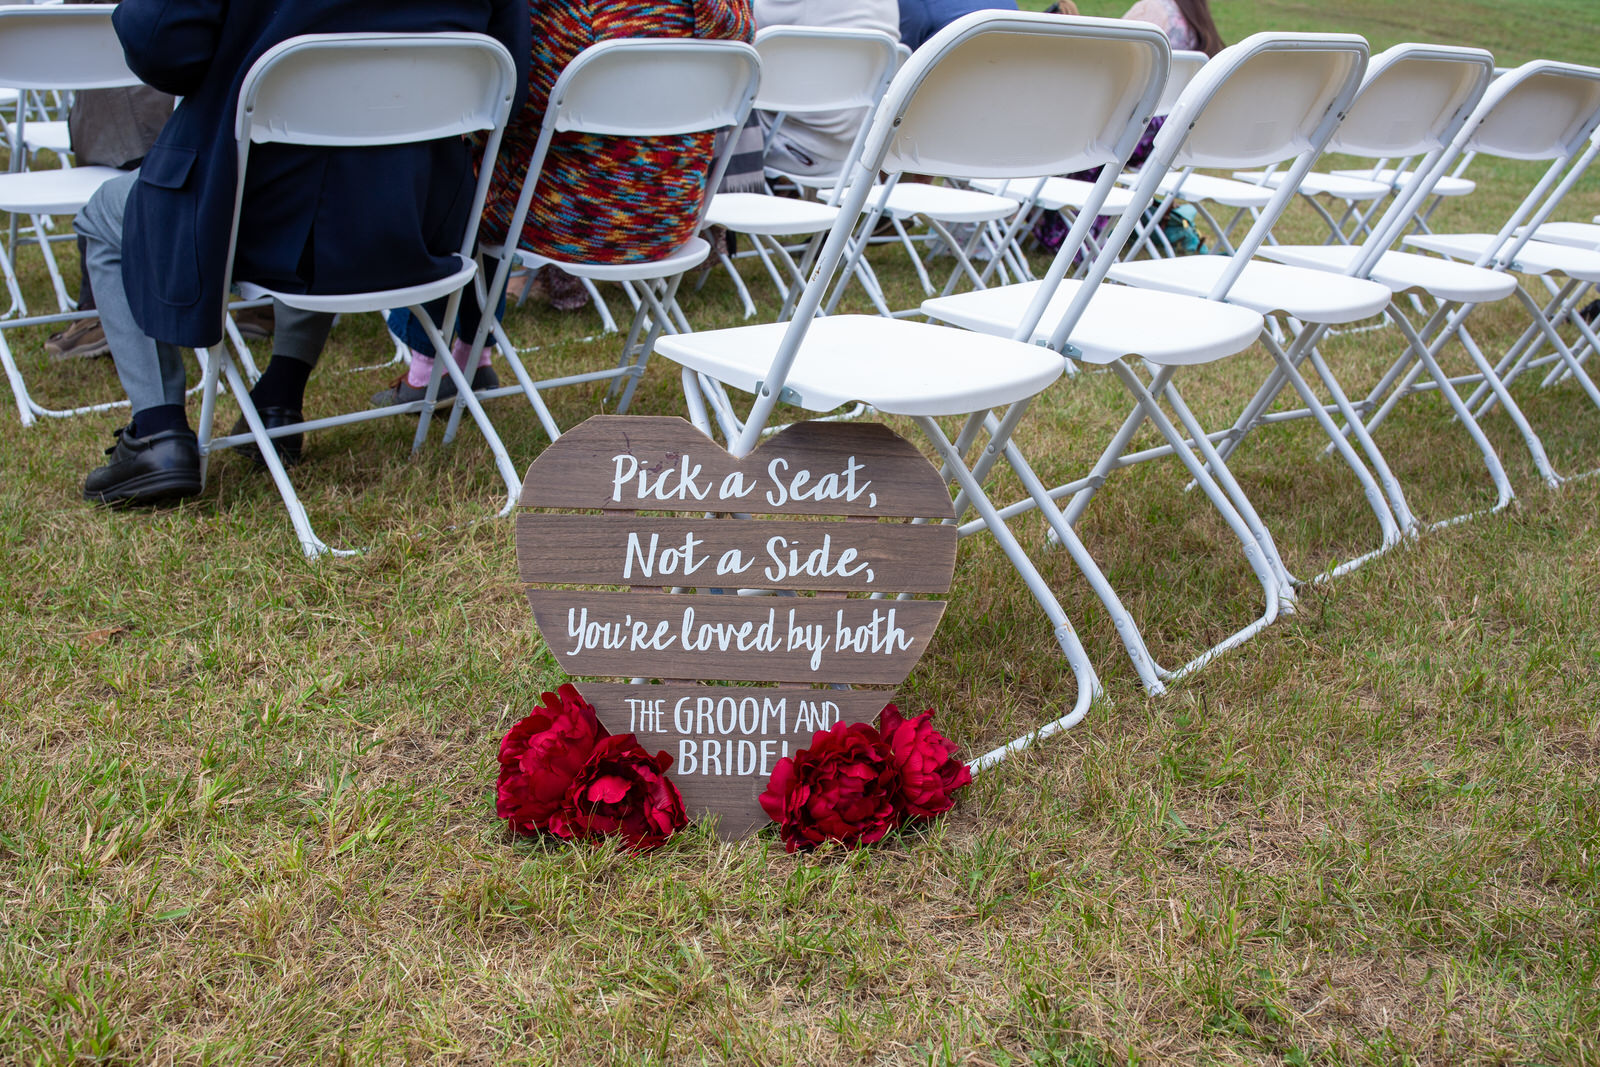 Pick a Seat,
Not a Side,
You're loved by both
THE GROOM AND
BRIDE!